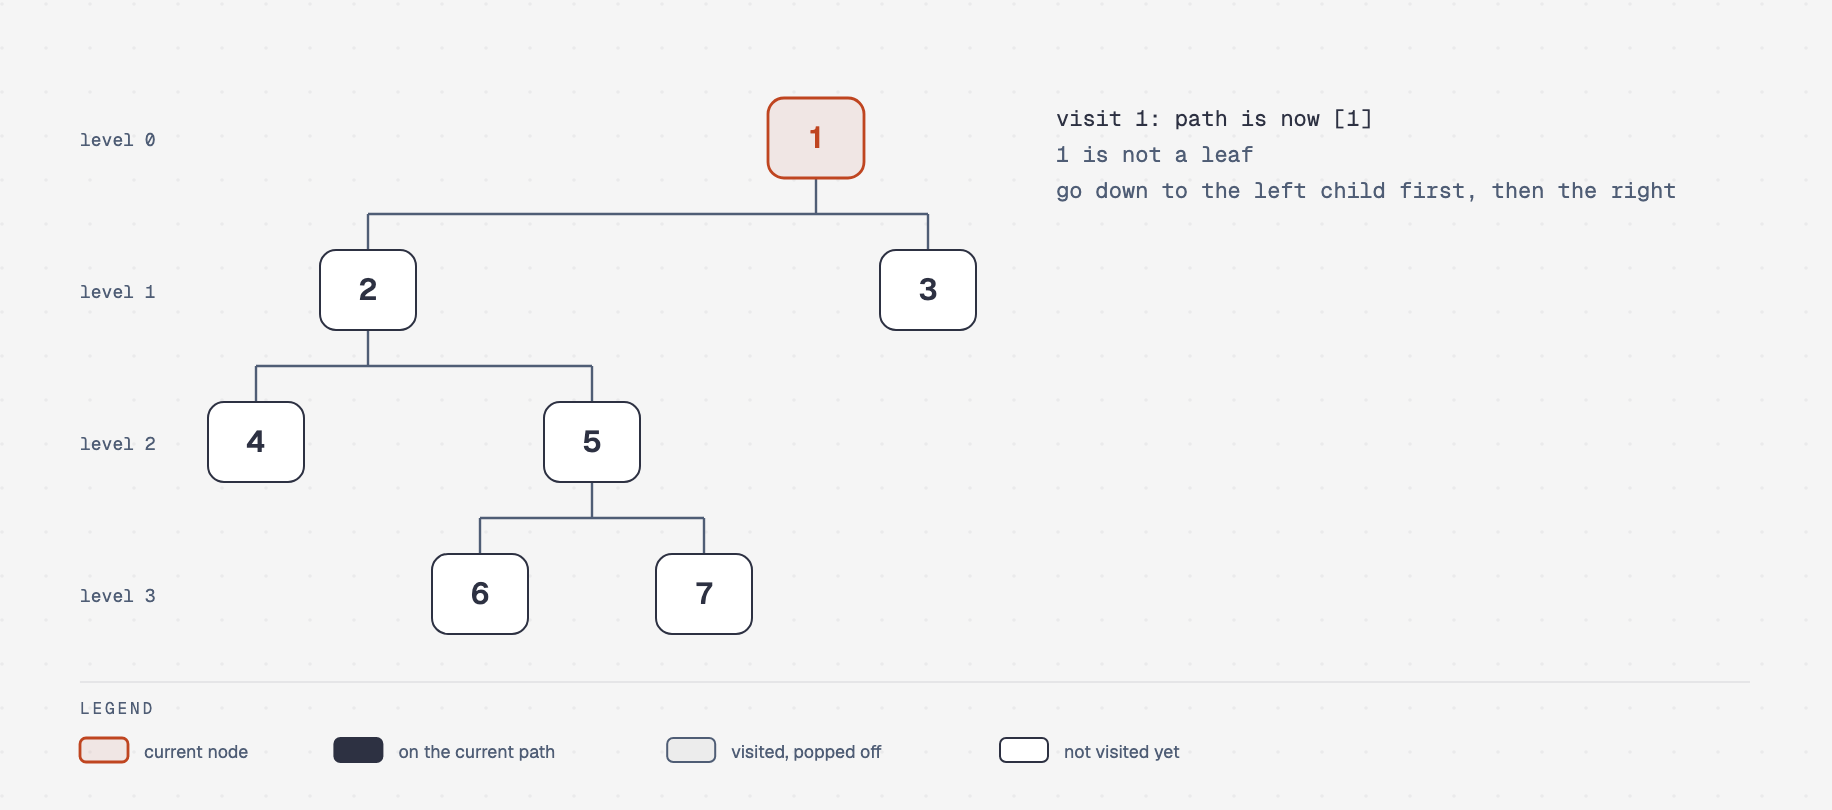 level 0
1
visit 1: path is now [1]
1 is not a leaf
go down to the left child first, then the right
level 1
2
3
level 2
4
5
level 3
6
7
LEGEND
current node
on the current path
visited, popped off
not visited yet